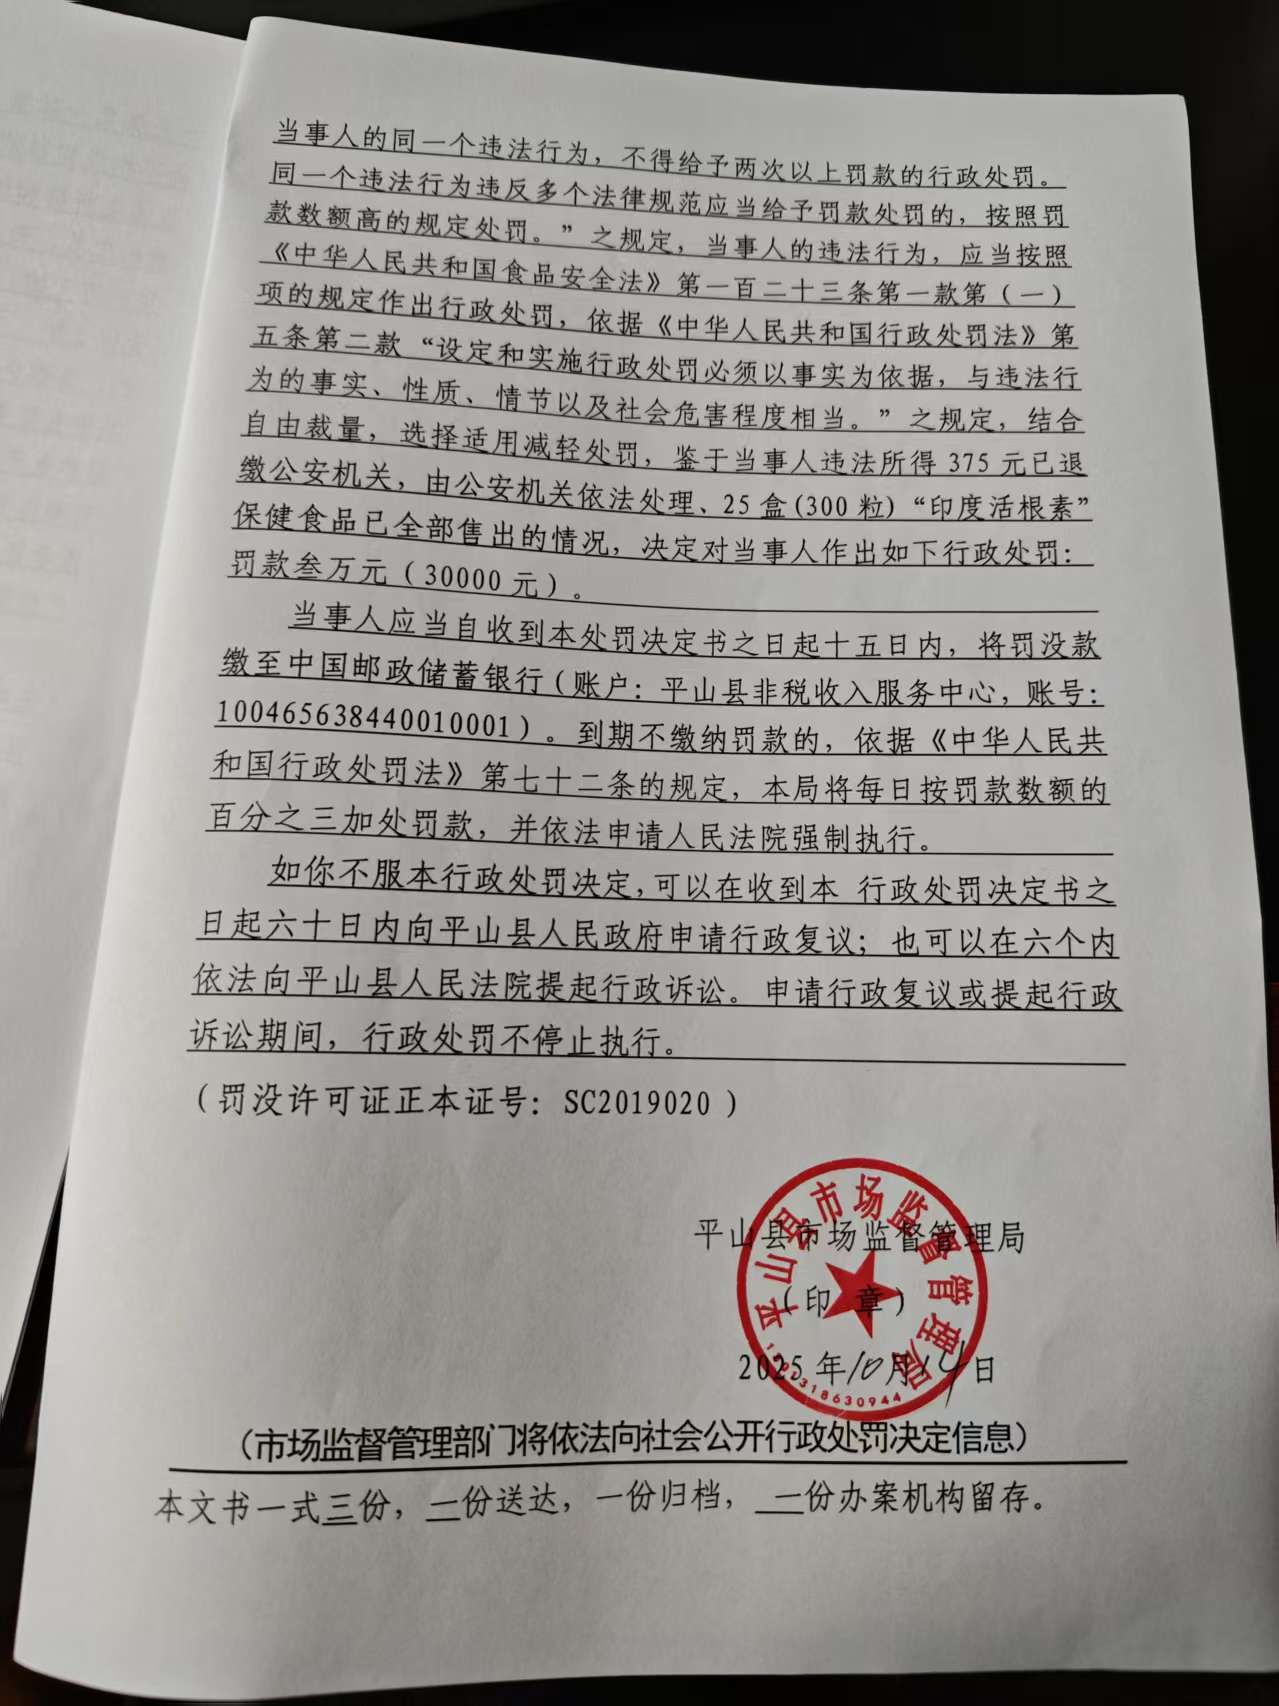 当事人的同一个违法行为，不得给予两次以上罚款的行政处罚。
同一个违法行为违反多个法律规范应当给予罚款处罚的，按照罚
款数额高的规定处罚。”之规定，当事人的违法行为，应当按照
《中华人民共和国食品安全法》第一百二十三条第一款第（一）
项的规定作出行政处罚，依据《中华人民共和国行政处罚法》第
五条第二款“设定和实施行政处罚必须以事实为依据，与违法行
为的事实、性质、情节以及社会危害程度相当。”之规定，结合
自由裁量，选择适用减轻处罚，鉴于当事人违法所得 375 元已退
缴公安机关，由公安机关依法处理、25 盒(300 粒)“印度活根素”
保健食品已全部售出的情况，决定对当事人作出如下行政处罚：
罚款叁万元（30000 元）。
当事人应当自收到本处罚决定书之日起十五日内，将罚没款
缴至中国邮政储蓄银行（账户：平山县非税收入服务中心，账号：
100465638440010001）。到期不缴纳罚款的，依据《中华人民共
和国行政处罚法》第七十二条的规定，本局将每日按罚款数额的
百分之三加处罚款，并依法申请人民法院强制执行。
如你不服本行政处罚决定，可以在收到本 行政处罚决定书之
日起六十日内向平山县人民政府申请行政复议；也可以在六个内
依法向平山县人民法院提起行政诉讼。申请行政复议或提起行政
诉讼期间，行政处罚不停止执行。
（罚没许可证正本证号：SC2019020 ）
平山县市场监督管理局
平山县市场监督管理局
（印 章）
2025 年10月14日
（市场监督管理部门将依法向社会公开行政处罚决定信息）
本文书一式三份，一份送达，一份归档，一份办案机构留存。